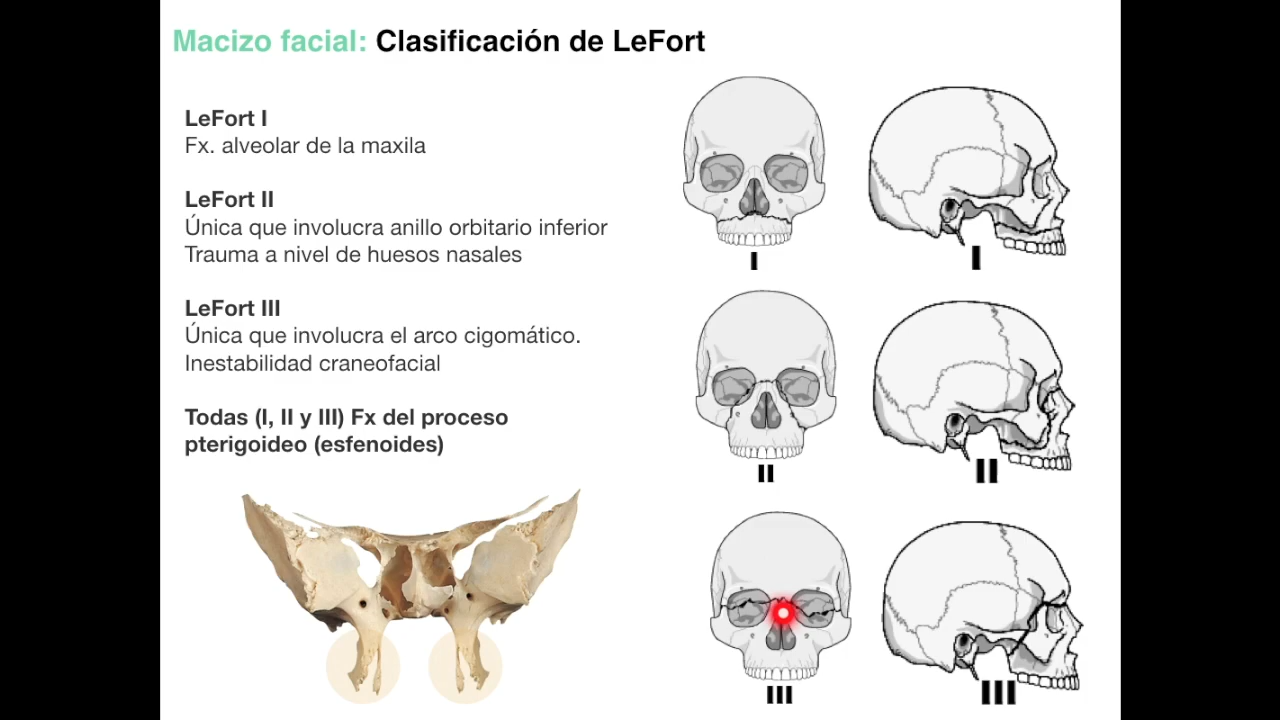 Macizo facial: Clasificación de LeFort
LeFort I
Fx. alveolar de la maxila
LeFort II
Única que involucra anillo orbitario inferior
Trauma a nivel de huesos nasales
LeFort III
Única que involucra el arco cigomático.
Inestabilidad craneofacial
Todas (I, II y III) Fx del proceso
pterigoideo (esfenoides)
I
I
II
II
III
III